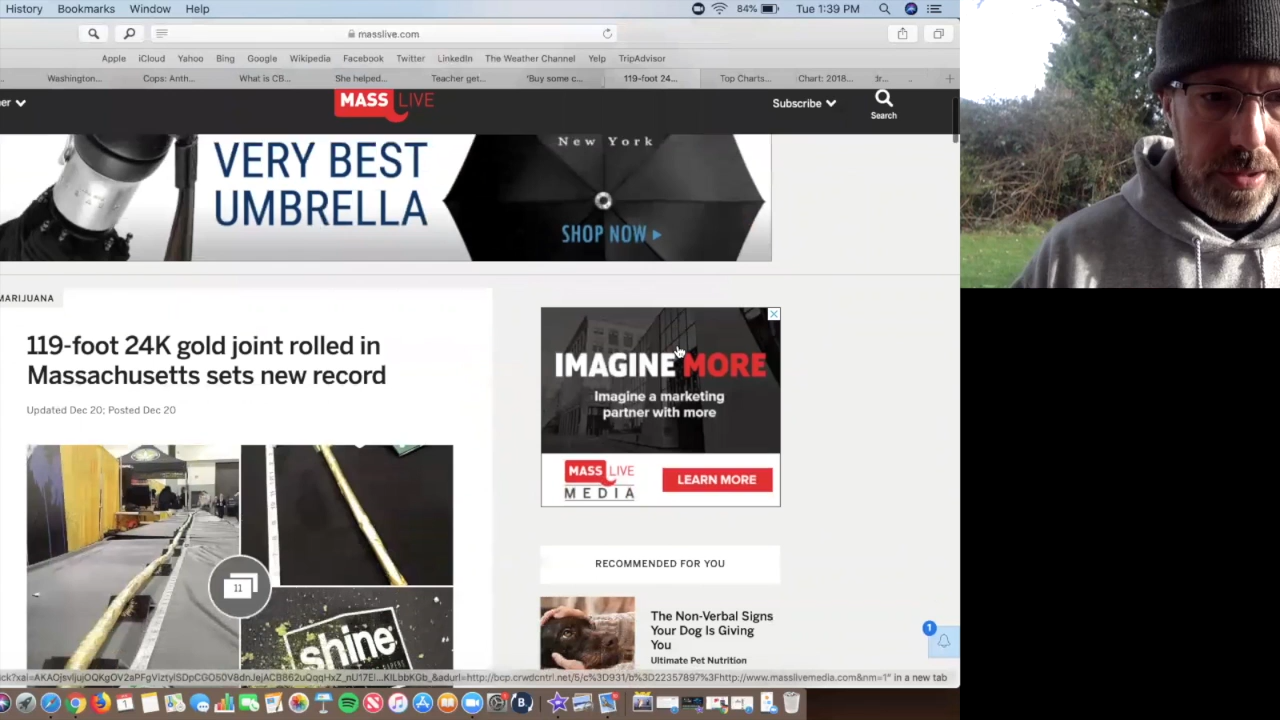 History Bookmarks Window Help
84% Tue 1:39 PM
masslive.com
Apple iCloud Yahoo Bing Google Wikipedia Facebook Twitter LinkedIn The Weather Channel Yelp TripAdvisor
Washington... Cops: Anth... What is CB... She helped... Teacher get... 'Buy some c... 119-foot 24... Top Charts... Chart: 2018...
MASS LIVE
Subscribe
Search
VERY BEST
UMBRELLA
New York
SHOP NOW
MARIJUANA
119-foot 24K gold joint rolled in
Massachusetts sets new record
Updated Dec 20; Posted Dec 20
11
shine
IMAGINE MORE
Imagine a marketing
partner with more
MASS LIVE
MEDIA
LEARN MORE
RECOMMENDED FOR YOU
The Non-Verbal Signs
Your Dog Is Giving
You
Ultimate Pet Nutrition
1